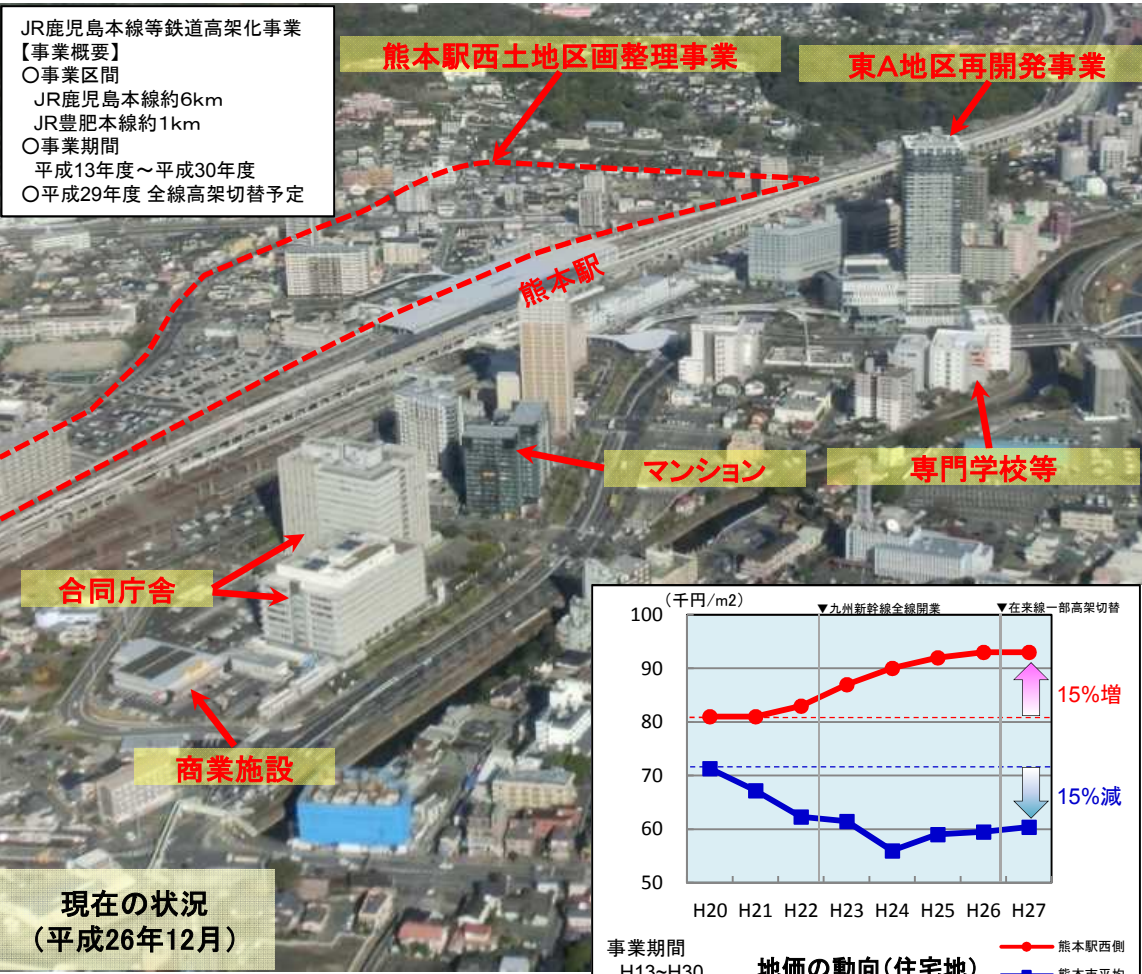 JR鹿児島本線等鉄道高架化事業
【事業概要】
○事業区間
JR鹿児島本線約6km
JR豊肥本線約1km
○事業期間
平成13年度～平成30年度
○平成29年度 全線高架切替予定
熊本駅西土地区画整理事業
東A地区再開発事業
熊本駅
マンション
専門学校等
合同庁舎
商業施設
現在の状況
(平成26年12月)
(千円/m2)
▼九州新幹線全線開業
▼在来線一部高架切替
100
90
80
70
60
50
15%増
15%減
H20 H21 H22 H23 H24 H25 H26 H27
事業期間
H13~H30
地価の動向(住宅地)
熊本駅西側
熊本市平均